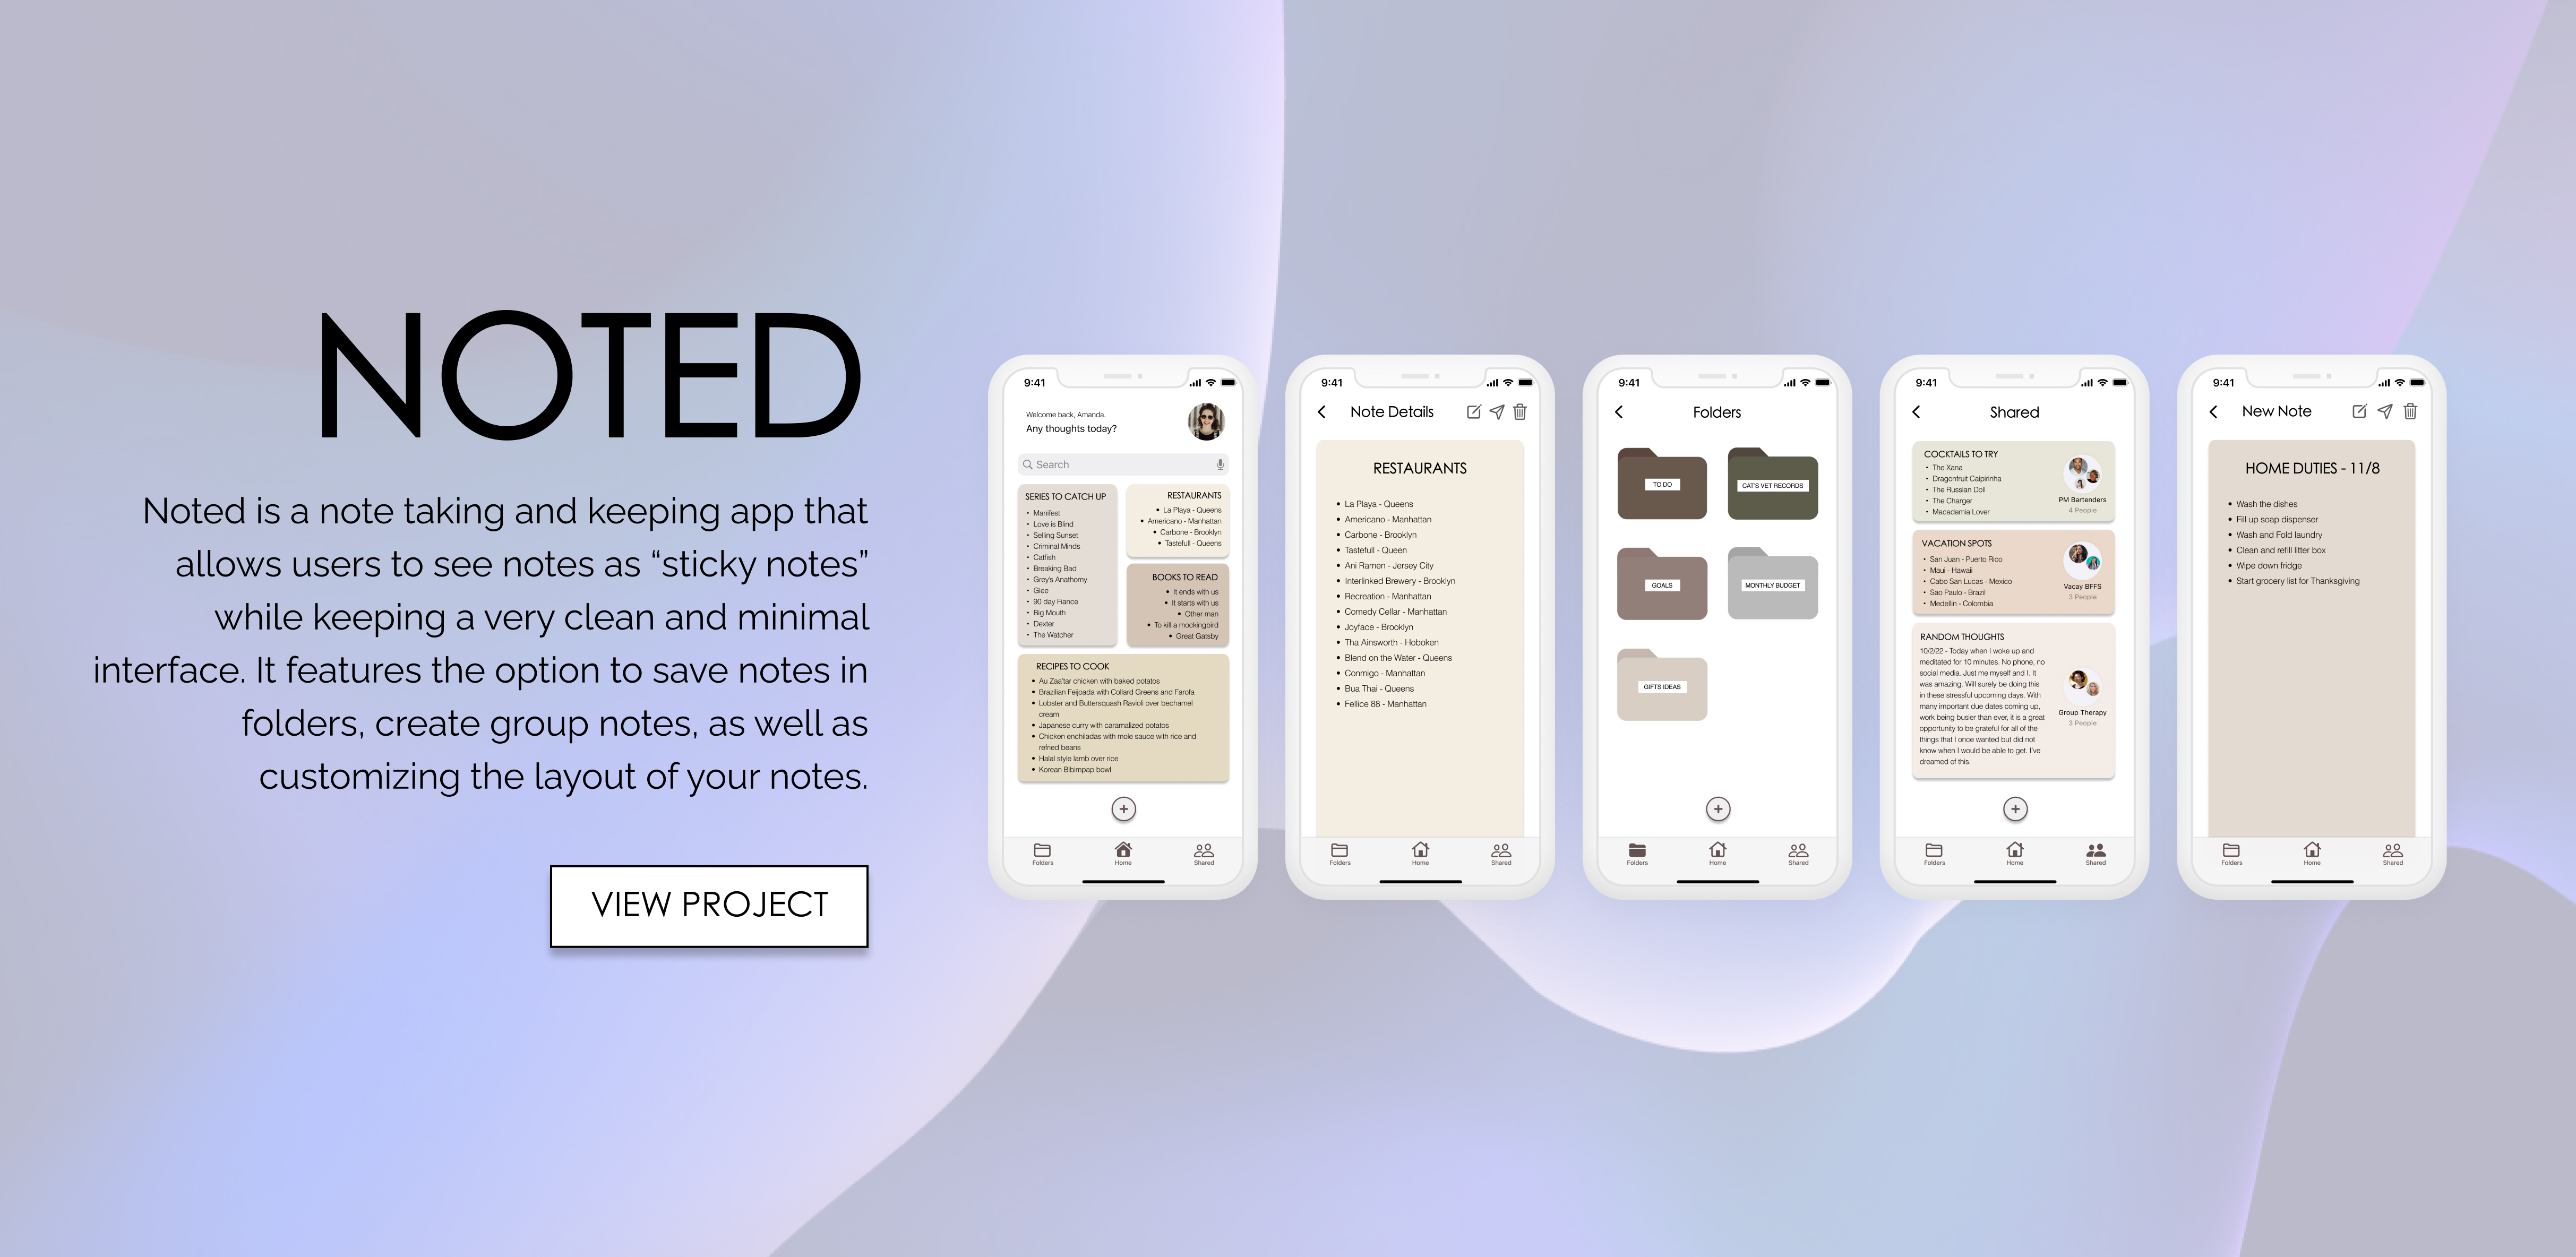 NOTED
Noted is a note taking and keeping app that
allows users to see notes as “sticky notes”
while keeping a very clean and minimal
interface. It features the option to save notes in
folders, create group notes, as well as
customizing the layout of your notes.
VIEW PROJECT
9:41
Welcome back, Amanda.
Any thoughts today?
Search
SERIES TO CATCH UP
• Manifest
• Love is Blind
• Selling Sunset
• Criminal Minds
• Catfish
• Breaking Bad
• Grey's Anathomy
• Glee
• 90 day Fiance
• Big Mouth
• Dexter
• The Watcher
RESTAURANTS
• La Playa - Queens
• Americano - Manhattan
• Carbone - Brooklyn
• Tastefull - Queens
BOOKS TO READ
• It ends with us
• It starts with us
• Other man
• To kill a mockingbird
• Great Gatsby
RECIPES TO COOK
• Au Zaa'tar chicken with baked potatos
• Brazilian Feijoada with Collard Greens and Farofa
• Lobster and Buttersquash Ravioli over bechamel
cream
• Japanese curry with caramalized potatos
• Chicken enchiladas with mole sauce with rice and
refried beans
• Halal style lamb over rice
• Korean Bibimpap bowl
Folders
Home
Shared
9:41
Note Details
RESTAURANTS
• La Playa - Queens
• Americano - Manhattan
• Carbone - Brooklyn
• Tastefull - Queen
• Ani Ramen - Jersey City
• Interlinked Brewery - Brooklyn
• Recreation - Manhattan
• Comedy Cellar - Manhattan
• Joyface - Brooklyn
• Tha Ainsworth - Hoboken
• Blend on the Water - Queens
• Conmigo - Manhattan
• Bua Thai - Queens
• Fellice 88 - Manhattan
Folders
Home
Shared
9:41
Folders
TO DO
CAT'S VET RECORDS
GOALS
MONTHLY BUDGET
GIFTS IDEAS
Folders
Home
Shared
9:41
Shared
COCKTAILS TO TRY
• The Xana
• Dragonfruit Caipirinha
• The Russian Doll
• The Charger
• Macadamia Lover
PM Bartenders
4 People
VACATION SPOTS
• San Juan - Puerto Rico
• Maui - Hawaii
• Cabo San Lucas - Mexico
• Sao Paulo - Brazil
• Medellin - Colombia
Vacay BFFS
3 People
RANDOM THOUGHTS
10/2/22 - Today when I woke up and
meditated for 10 minutes. No phone, no
social media. Just me myself and I. It
was amazing. Will surely be doing this
in these stressful upcoming days. With
many important due dates coming up,
work being busier than ever, it is a great
opportunity to be grateful for all of the
things that I once wanted but did not
know when I would be able to get. I've
dreamed of this.
Group Therapy
3 People
Folders
Home
Shared
9:41
New Note
HOME DUTIES - 11/8
• Wash the dishes
• Fill up soap dispenser
• Wash and Fold laundry
• Clean and refill litter box
• Wipe down fridge
• Start grocery list for Thanksgiving
Folders
Home
Shared